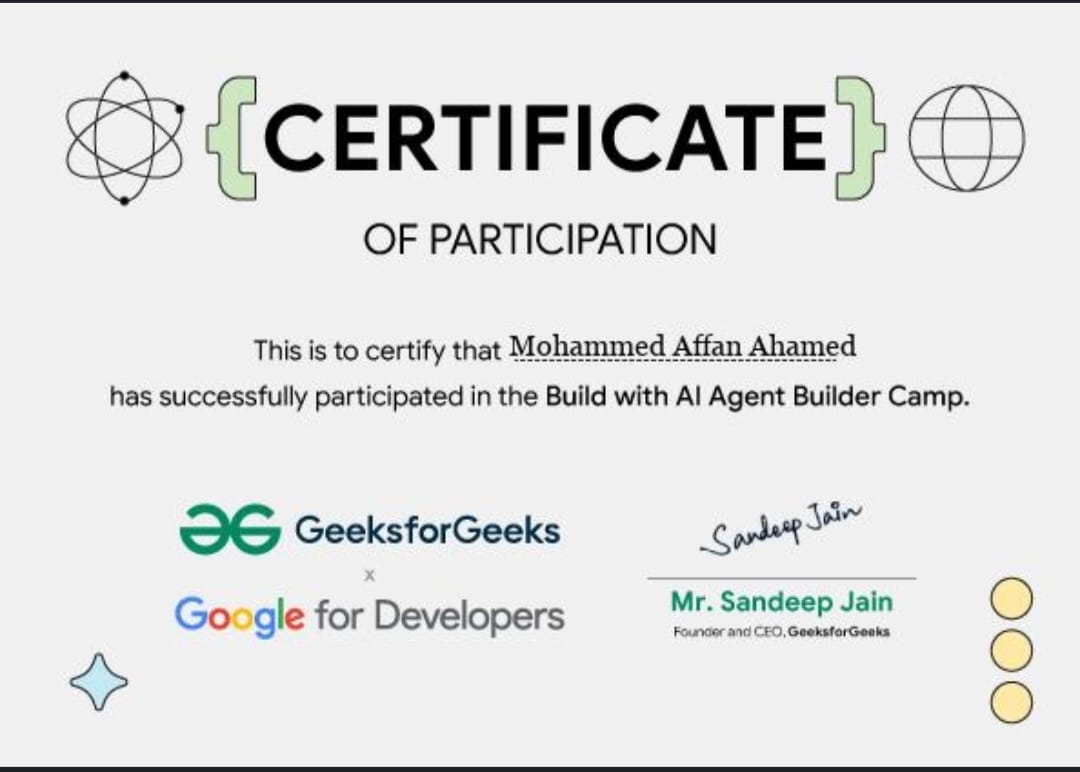 {CERTIFICATE}
OF PARTICIPATION
This is to certify that Mohammed Affan Ahamed
has successfully participated in the Build with AI Agent Builder Camp.
GeeksforGeeks
x
Google for Developers
Sandeep Jain
Mr. Sandeep Jain
Founder and CEO, GeeksforGeeks